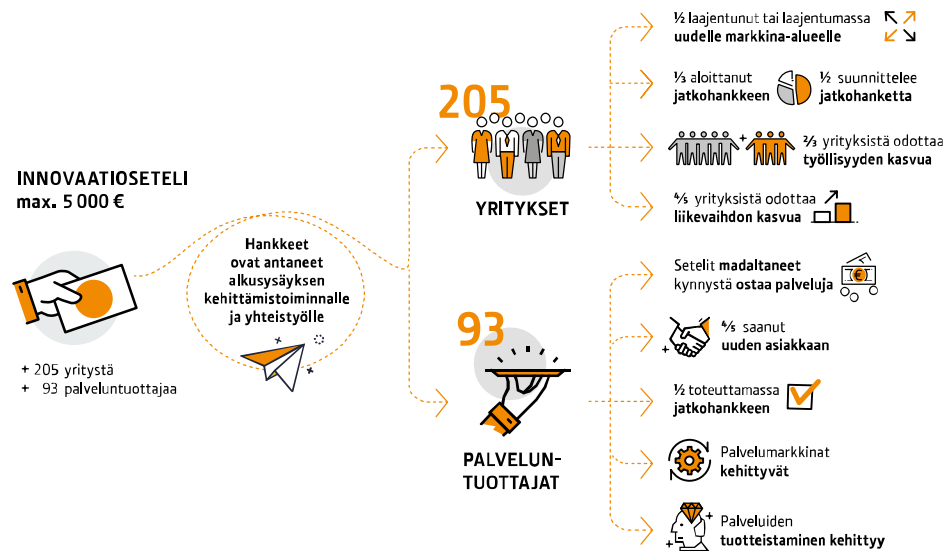 INNOVAATIOSETELI
max. 5 000 €
+ 205 yritystä
+ 93 palveluntuottajaa
Hankkeet
ovat antaneet
alkusysäyksen
kehittämistoiminnalle
ja yhteistyölle
205
YRITYKSET
½ laajentunut tai laajentumassa
uudelle markkina-alueelle
⅓ aloittanut
jatkohankkeen
½ suunnittelee
jatkohanketta
+
⅔ yrityksistä odottaa
työllisyyden kasvua
⅘ yrityksistä odottaa
liikevaihdon kasvua
93
PALVELUN-
TUOTTAJAT
Setelit madaltaneet
kynnystä ostaa palveluja
€
⅘ saanut
uuden asiakkaan
½ toteuttamassa
jatkohankkeen
Palvelumarkkinat
kehittyvät
Palveluiden
tuotteistaminen kehittyy